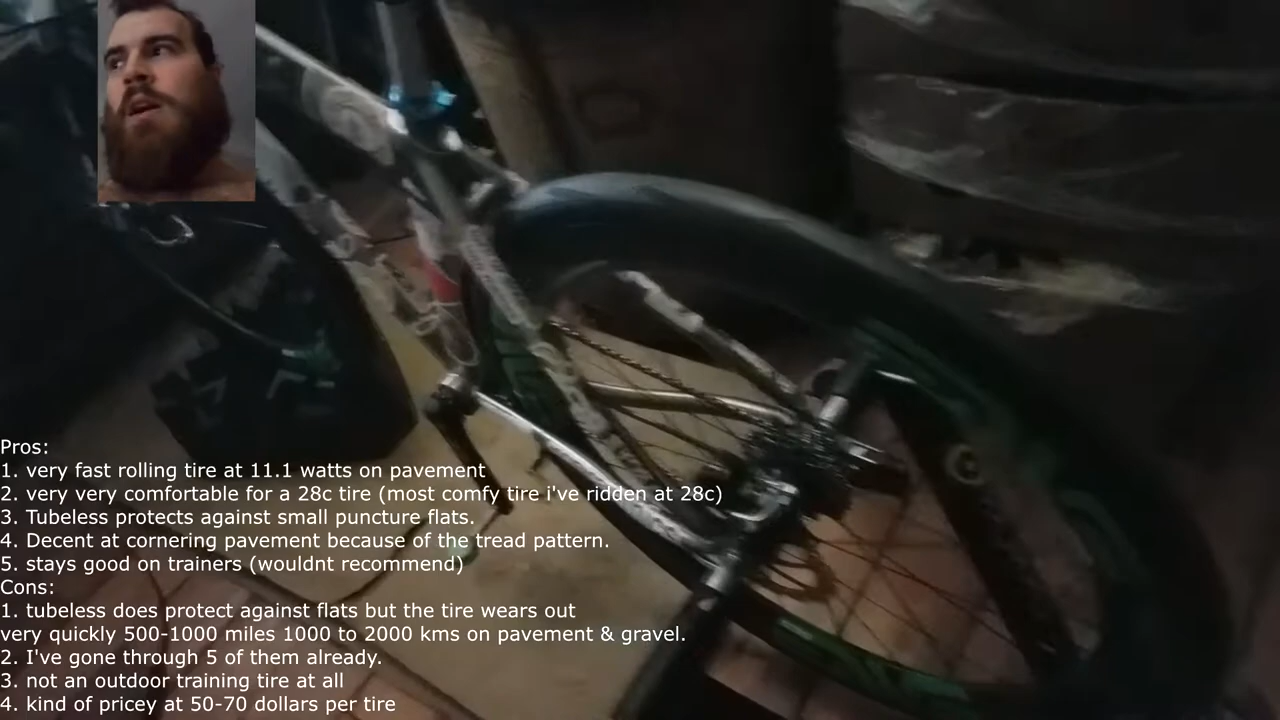 Pros:
1. very fast rolling tire at 11.1 watts on pavement
2. very very comfortable for a 28c tire (most comfy tire i've ridden at 28c)
3. Tubeless protects against small puncture flats.
4. Decent at cornering pavement because of the tread pattern.
5. stays good on trainers (wouldnt recommend)
Cons:
1. tubeless does protect against flats but the tire wears out
very quickly 500-1000 miles 1000 to 2000 kms on pavement & gravel.
2. I've gone through 5 of them already.
3. not an outdoor training tire at all
4. kind of pricey at 50-70 dollars per tire